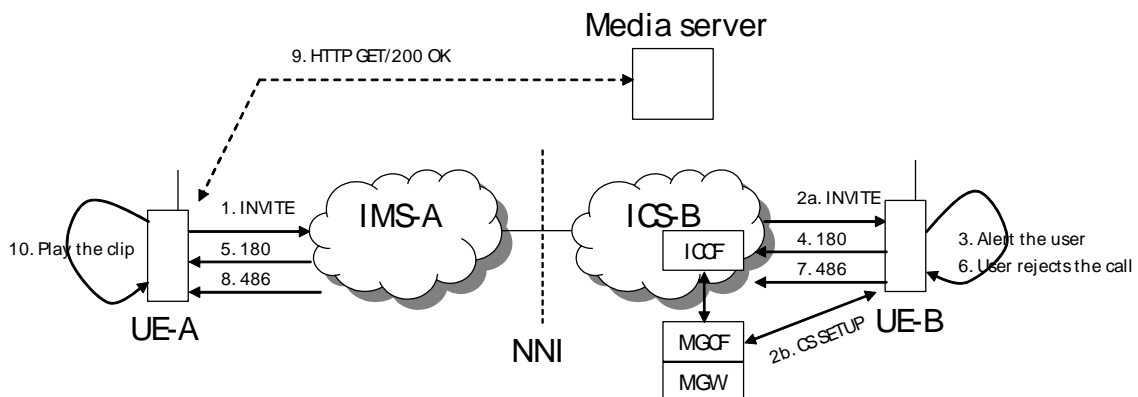 Media server
9. HTTP GET/200 OK
1. INVITE
IMS-A
ICS-B
2a. INVITE
10. Play the clip
5. 180
ICCF
4. 180
3. Alert the user
8. 486
7. 486
6. User rejects the call
UE-A
NNI
MGCF
2b. CS SETUP
UE-B
MGW